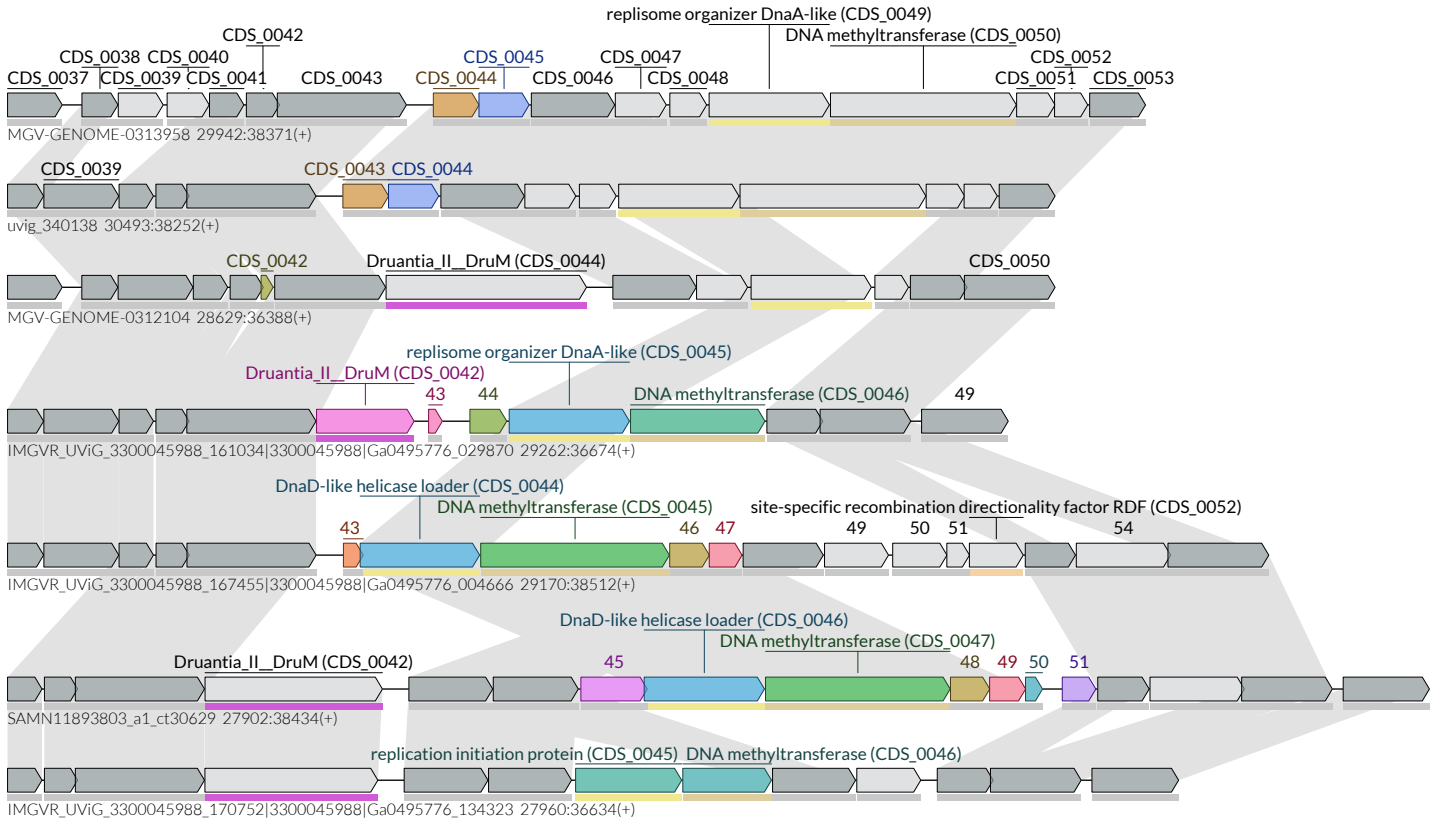 replisome organizer DnaA-like (CDS_0049)
CDS_0042 DNA methyltransferase (CDS_0050)
CDS_0038 CDS_0040 CDS_0045 CDS_0047 CDS_0052
CDS_0037 CDS_0039 CDS_0041 CDS_0043 CDS_0044 CDS_0046 CDS_0048 CDS_0051 CDS_0053
MGV-GENOME-0313958 29942:38371(+)
CDS_0039 CDS_0043 CDS_0044
uvig_340138 30493:38252(+)
CDS_0042 Druantia_II__DruM (CDS_0044) CDS_0050
MGV-GENOME-0312104 28629:36388(+)
replisome organizer DnaA-like (CDS_0045)
Druantia_II__DruM (CDS_0042)
43 44 DNA methyltransferase (CDS_0046) 49
IMGVR_UViG_3300045988_161034|3300045988|Ga0495776_029870 29262:36674(+)
DnaD-like helicase loader (CDS_0044)
DNA methyltransferase (CDS_0045) site-specific recombination directionality factor RDF (CDS_0052)
43 46 47 49 50 51 54
IMGVR_UViG_3300045988_167455|3300045988|Ga0495776_004666 29170:38512(+)
DnaD-like helicase loader (CDS_0046)
DNA methyltransferase (CDS_0047)
Druantia_II__DruM (CDS_0042) 45 48 49 50 51
SAMN11893803_a1_ct30629 27902:38434(+)
replication initiation protein (CDS_0045) DNA methyltransferase (CDS_0046)
IMGVR_UViG_3300045988_170752|3300045988|Ga0495776_134323 27960:36634(+)